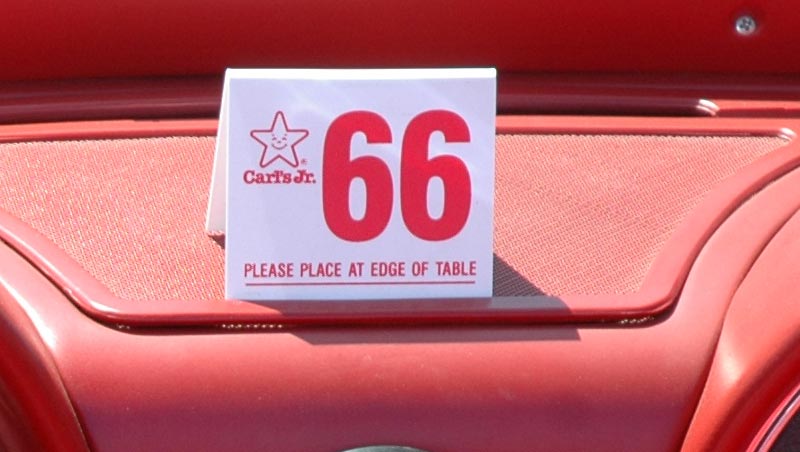 66
Carl's Jr.
PLEASE PLACE AT EDGE OF TABLE